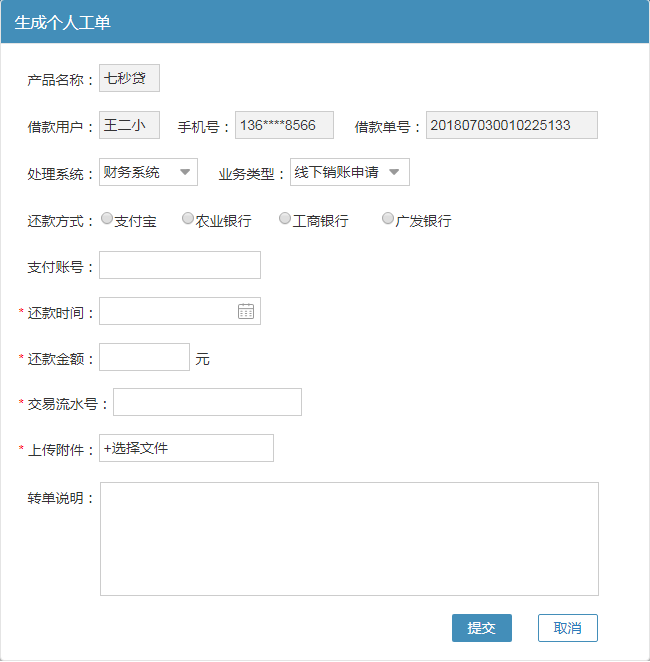 生成个人工单
产品名称： 七秒贷
借款用户： 王二小 手机号： 136****8566 借款单号： 201807030010225133
处理系统： 财务系统 业务类型： 线下销账申请
还款方式： 支付宝 农业银行 工商银行 广发银行
支付账号：
* 还款时间：
* 还款金额： 元
* 交易流水号：
* 上传附件： +选择文件
转单说明：
提交 取消